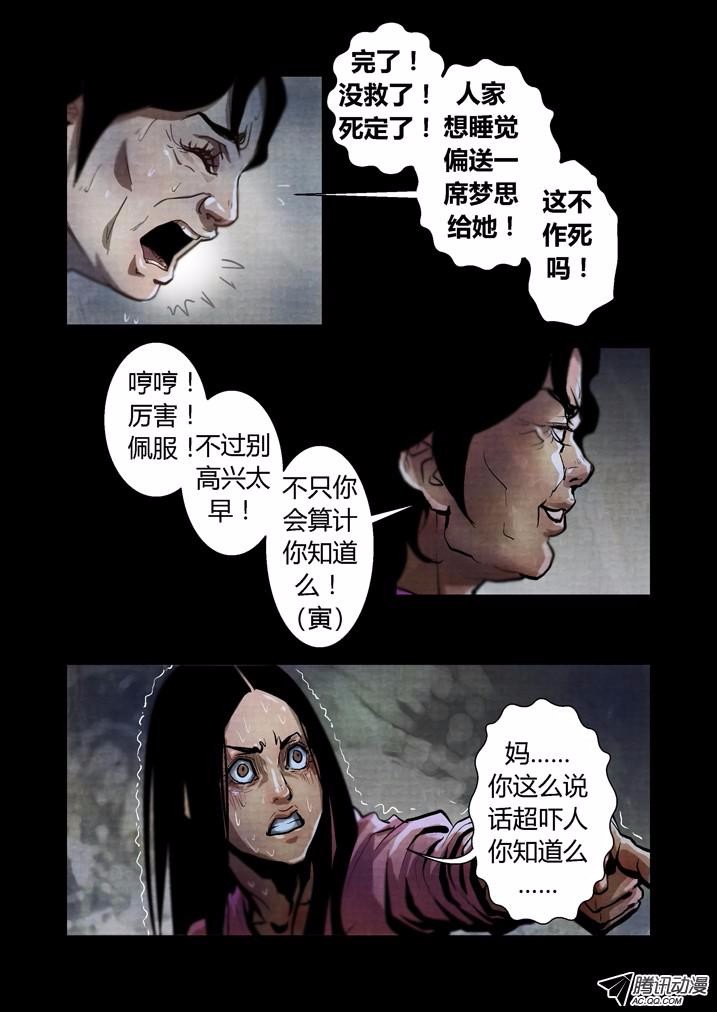 完了！
没救了！
死定了！
人家
想睡觉
偏送一
席梦思
给她！
这不
作死
吗！
哼哼！
厉害！
佩服！
不过别
高兴太
早！
不只你
会算计
你知道
么！
（寅）
妈……
你这么说
话超吓人
你知道么
……
腾讯动漫
AC.QQ.COM